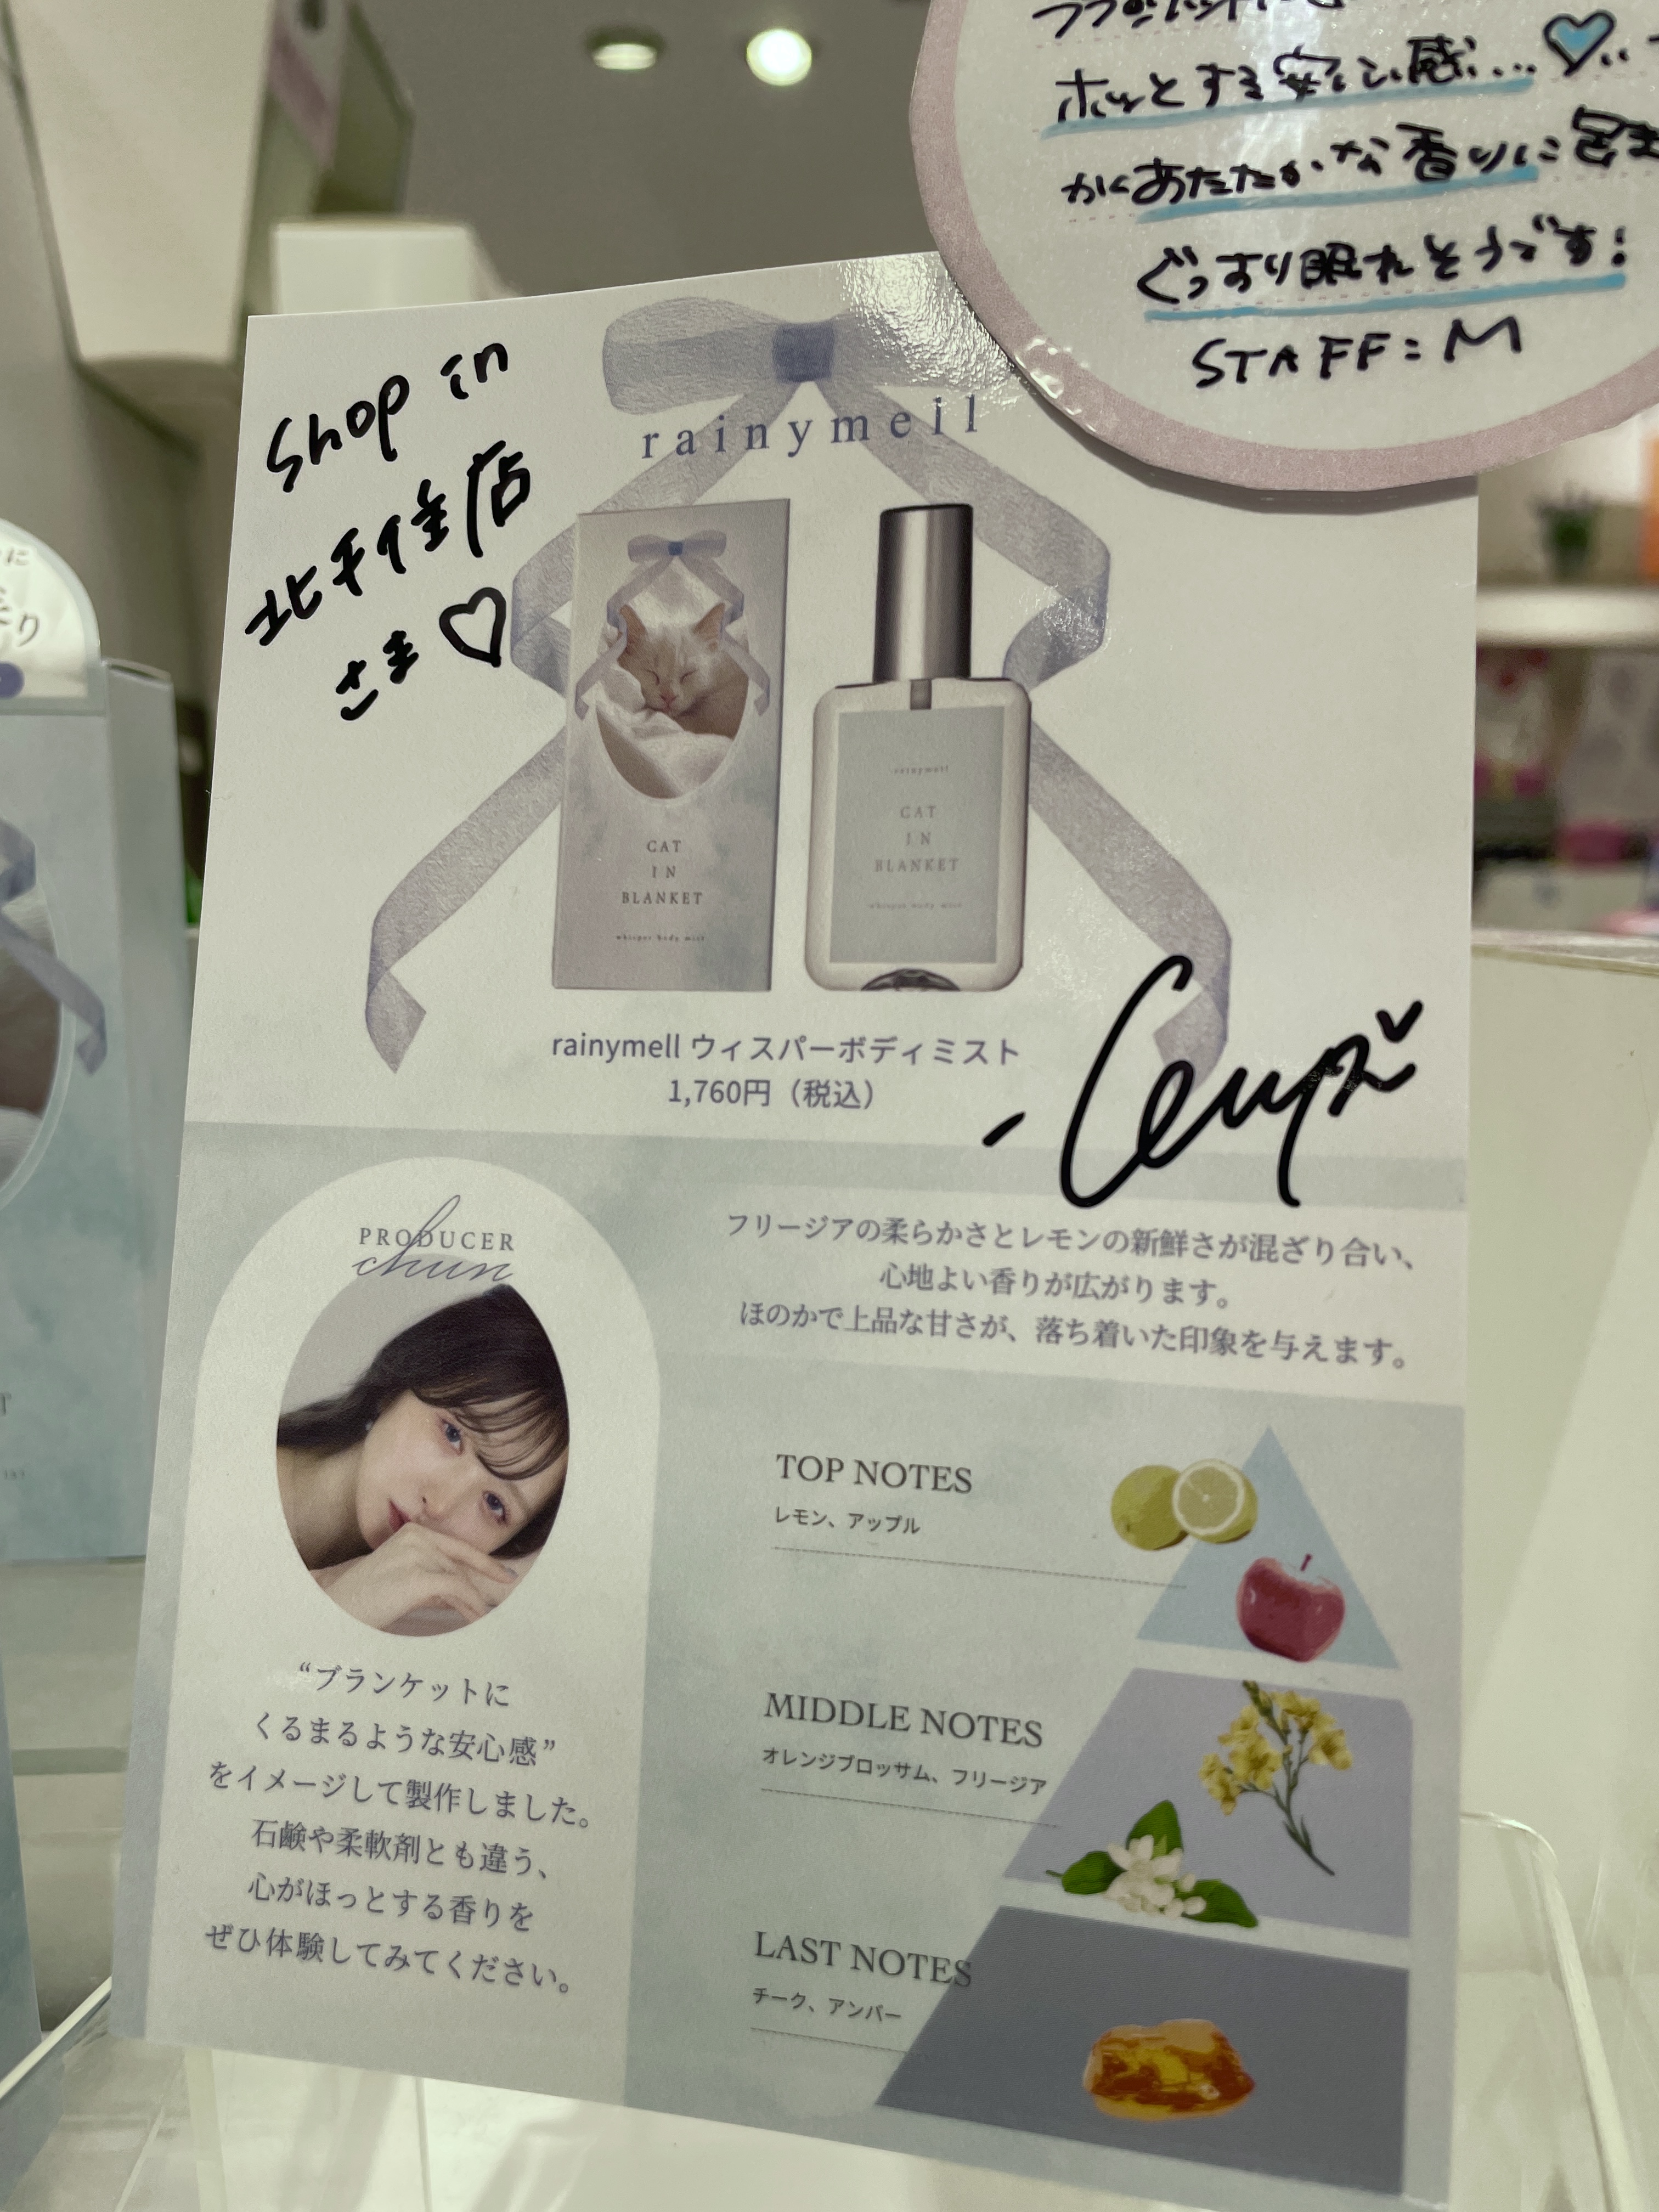 ホッとする安心感...♡..
かくあたたかな香りに包ま
ぐっすり眠れそうです!
STAFF:M
Shop in
北千住店
さま♡
rainymell
CAT
IN
BLANKET
whisper body mist
rainymell
CAT
IN
BLANKET
whisper body mist
rainymell ウィスパーボディミスト
1,760円（税込）
PRODUCER
chun
“ブランケットに
くるまるような安心感”
をイメージして製作しました。
石鹸や柔軟剤とも違う、
心がほっとする香りを
ぜひ体験してみてください。
フリージアの柔らかさとレモンの新鮮さが混ざり合い、
心地よい香りが広がります。
ほのかで上品な甘さが、落ち着いた印象を与えます。
TOP NOTES
レモン、アップル
MIDDLE NOTES
オレンジブロッサム、フリージア
LAST NOTES
チーク、アンバー